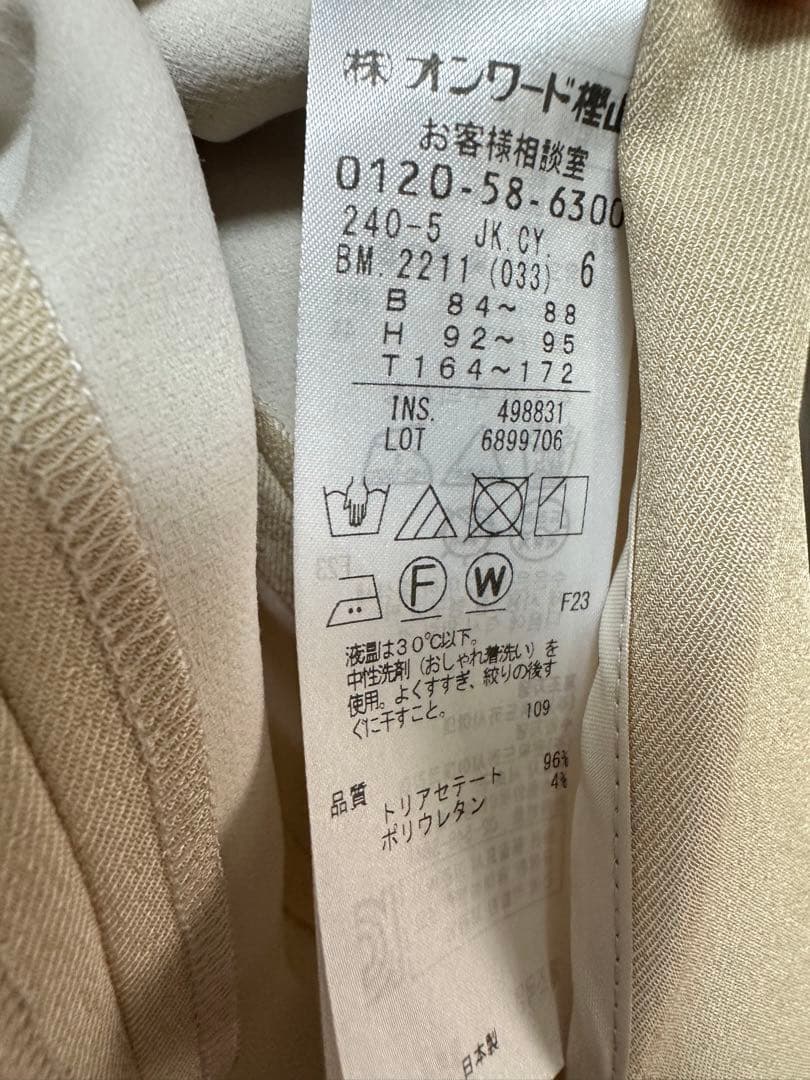 (株)オンワード樫山
お客様相談室
0120-58-6300
240-5 JK.CY. 6
BM.2211(033)
B 84~ 88
H 92~ 95
T164~172
INS. 498831
LOT 6899706
F W F23
液温は30℃以下。
中性洗剤(おしゃれ着洗い)を
使用。よくすすぎ、絞りの後す
ぐに干すこと。 109
品質 トリアセテート 96%
ポリウレタン 4%
日本製